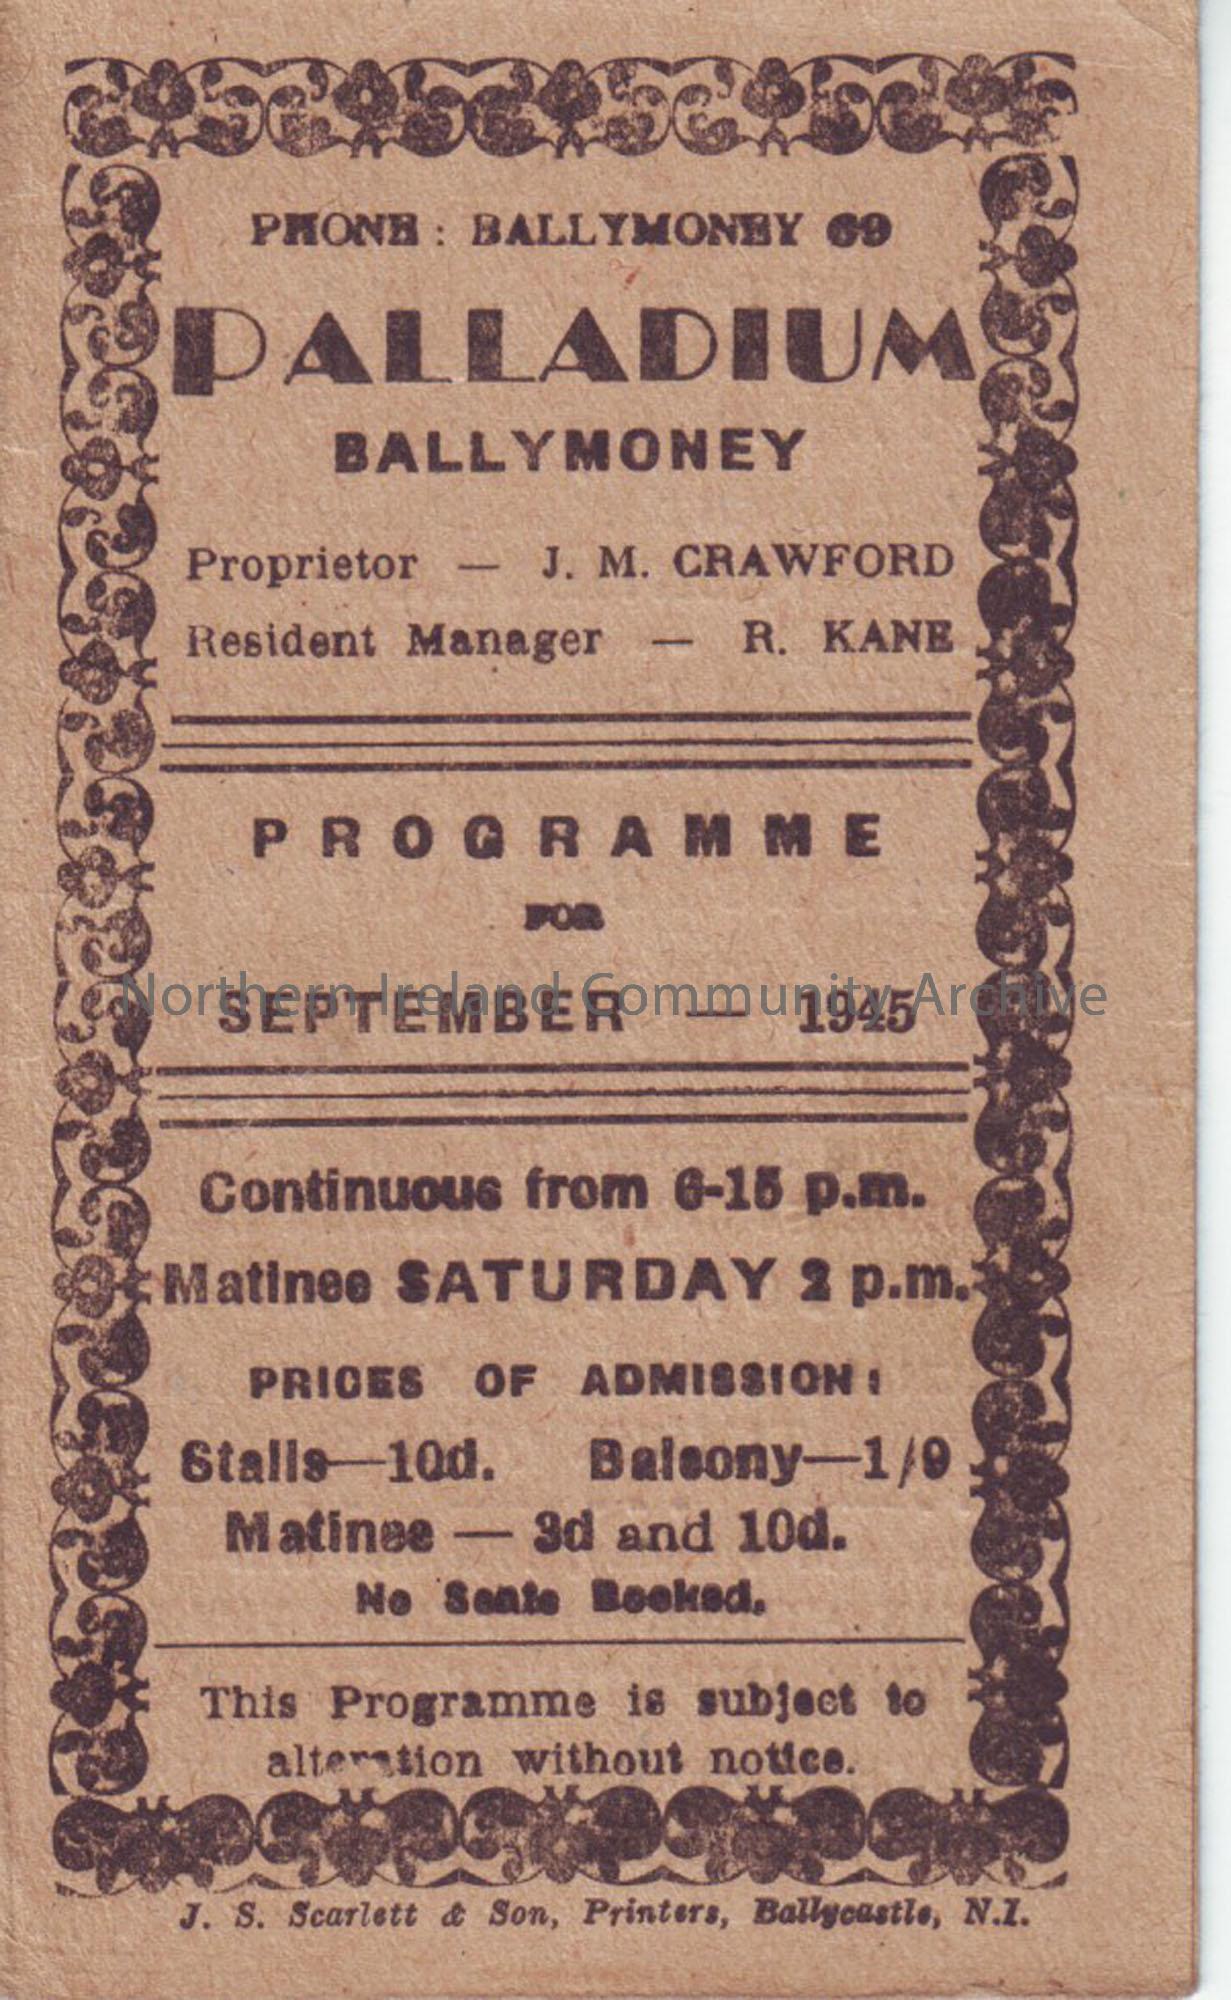 PHONE : BALLYMONEY 69
PALLADIUM
BALLYMONEY
Proprietor — J. M. CRAWFORD
Resident Manager — R. KANE
PROGRAMME
FOR
SEPTEMBER — 1945
Northern Ireland Community Archive
Continuous from 6-15 p.m.
Matinee SATURDAY 2 p.m.
PRICES OF ADMISSION:
Stalls—10d. Balcony—1/9
Matinee — 3d and 10d.
No Seats Booked.
This Programme is subject to
alteration without notice.
J. S. Scarlett & Son, Printers, Ballycastle, N.I.